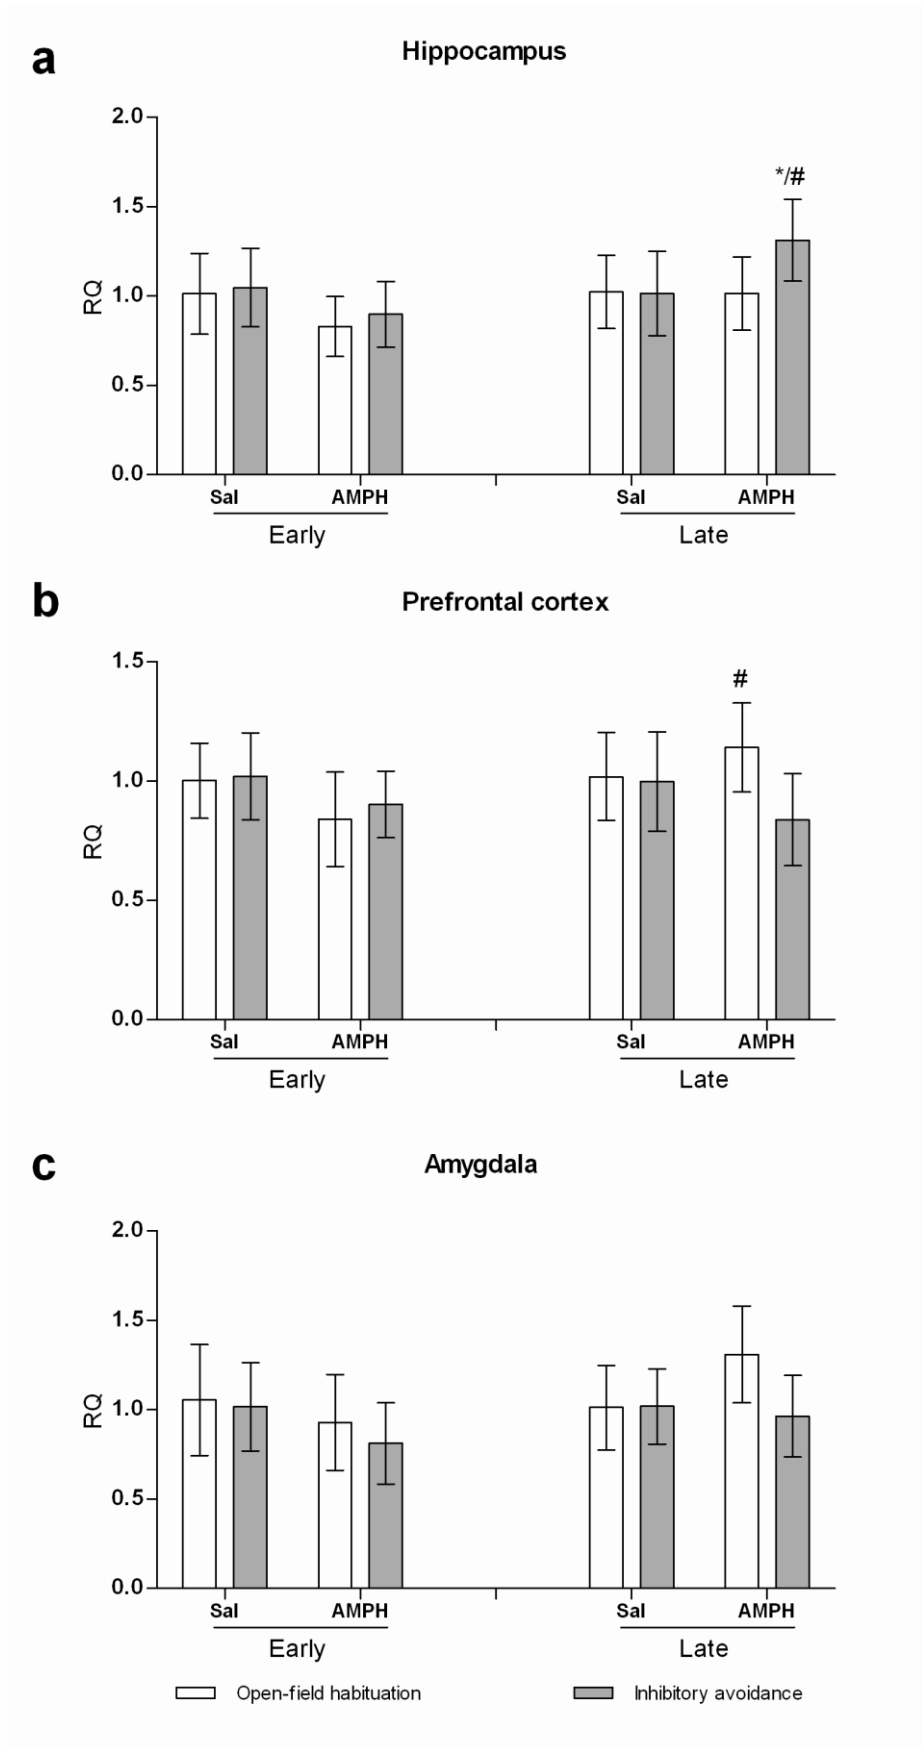 a
Hippocampus
2.0
1.5
1.0
0.5
0.0
RQ
*/#
Sal AMPH Sal AMPH
Early Late
b
Prefrontal cortex
1.5
1.0
0.5
0.0
RQ
#
Sal AMPH Sal AMPH
Early Late
c
Amygdala
2.0
1.5
1.0
0.5
0.0
RQ
Sal AMPH Sal AMPH
Early Late
Open-field habituation Inhibitory avoidance